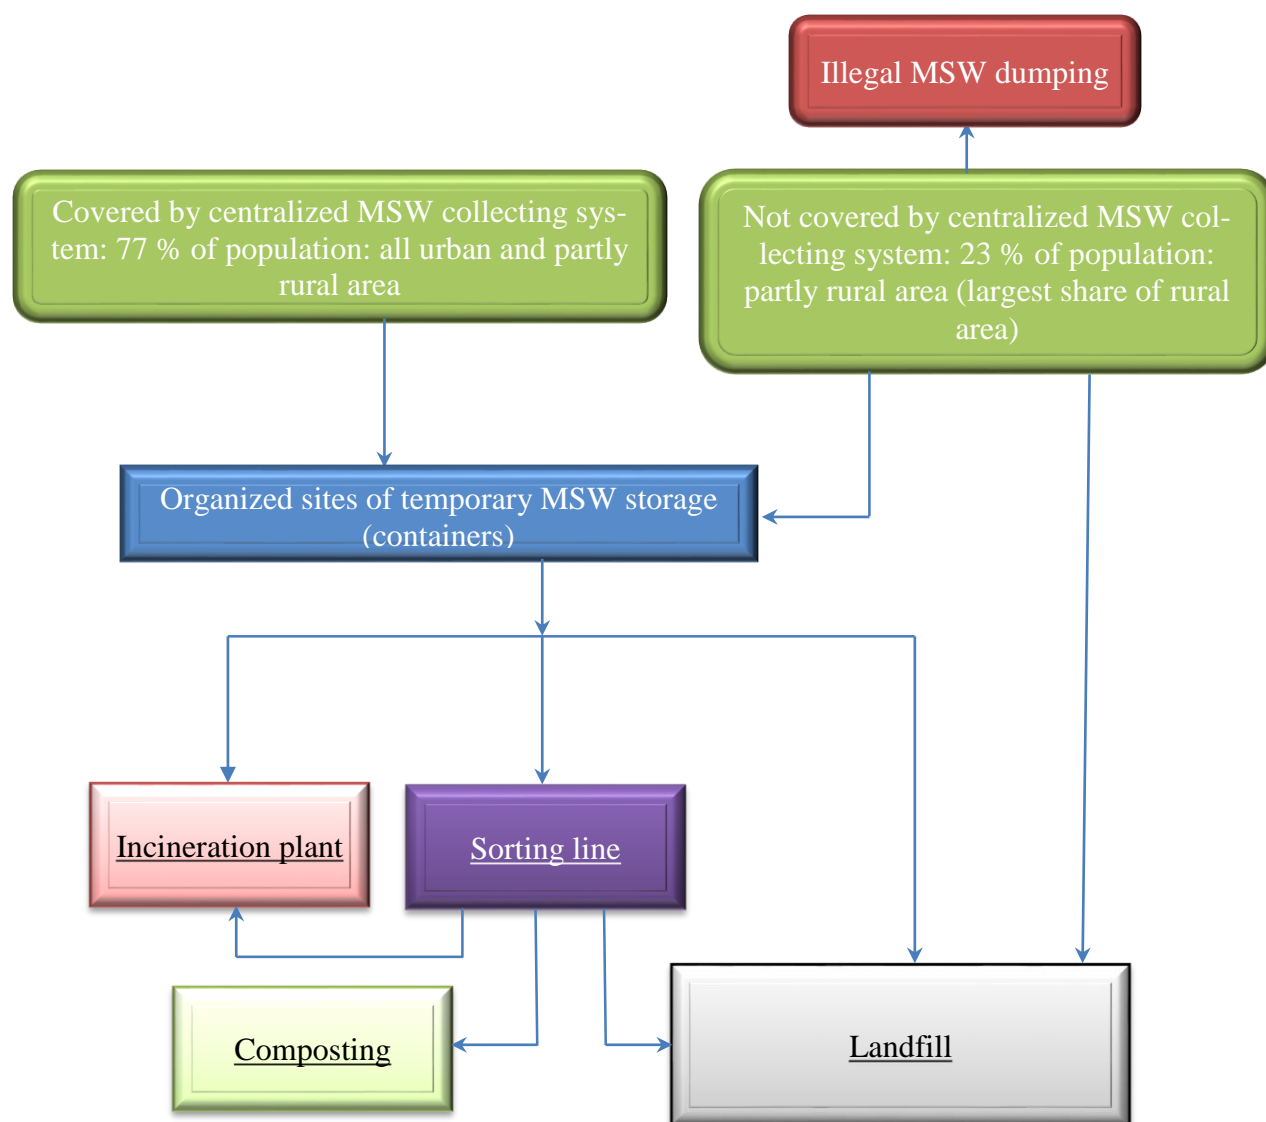 Illegal MSW dumping
Covered by centralized MSW collecting sys-
tem: 77 % of population: all urban and partly
rural area
Not covered by centralized MSW col-
lecting system: 23 % of population:
partly rural area (largest share of rural
area)
Organized sites of temporary MSW storage
(containers)
Incineration plant
Sorting line
Composting
Landfill